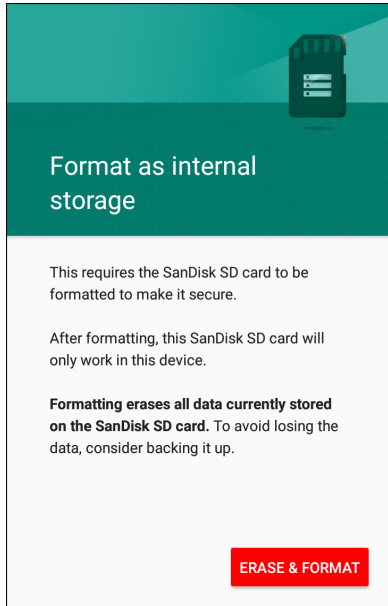 Format as internal
storage
This requires the SanDisk SD card to be
formatted to make it secure.
After formatting, this SanDisk SD card will
only work in this device.
Formatting erases all data currently stored
on the SanDisk SD card. To avoid losing the
data, consider backing it up.
ERASE & FORMAT